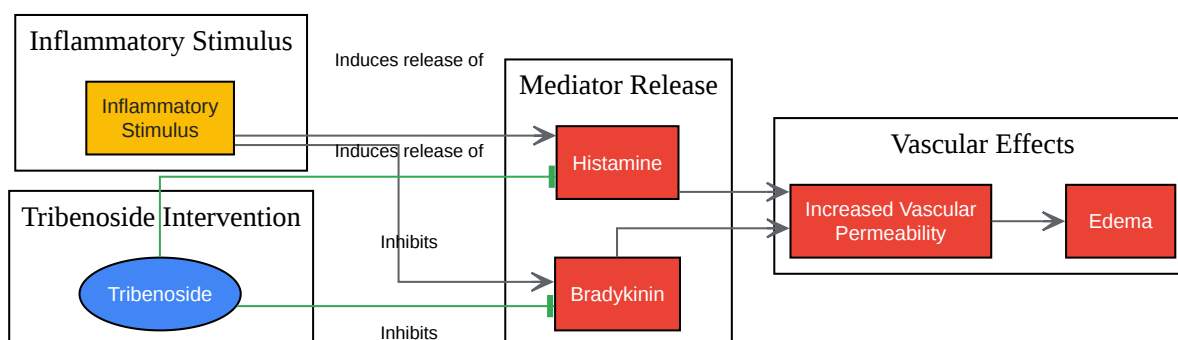 Inflammatory Stimulus
Inflammatory
Stimulus
Induces release of
Induces release of
Tribenoside Intervention
Tribenoside
Inhibits
Inhibits
Mediator Release
Histamine
Bradykinin
Vascular Effects
Increased Vascular
Permeability
Edema